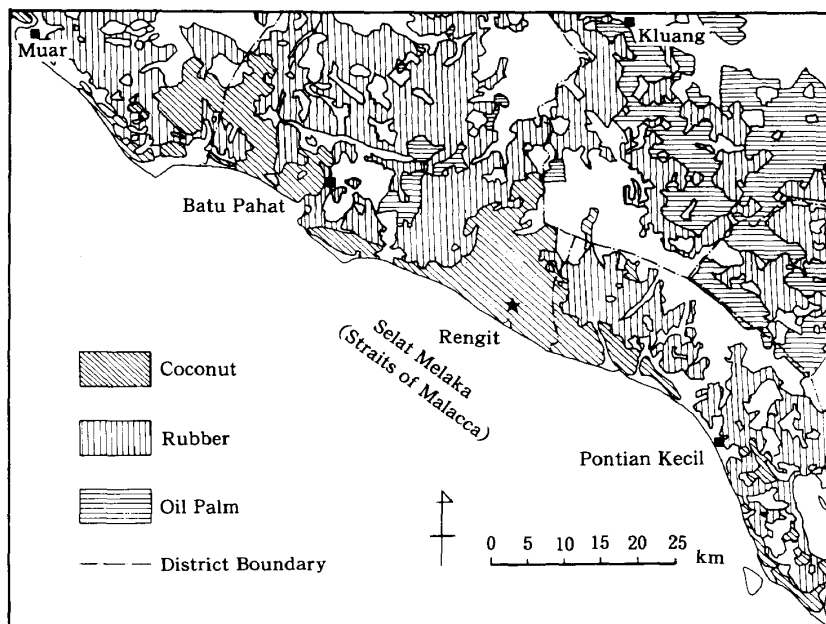 Muar
Kluang
Batu Pahat
Rengit
Selat Melaka
(Straits of Malacca)
Coconut
Rubber
Pontian Kecil
Oil Palm
District Boundary
0 5 10 15 20 25
km